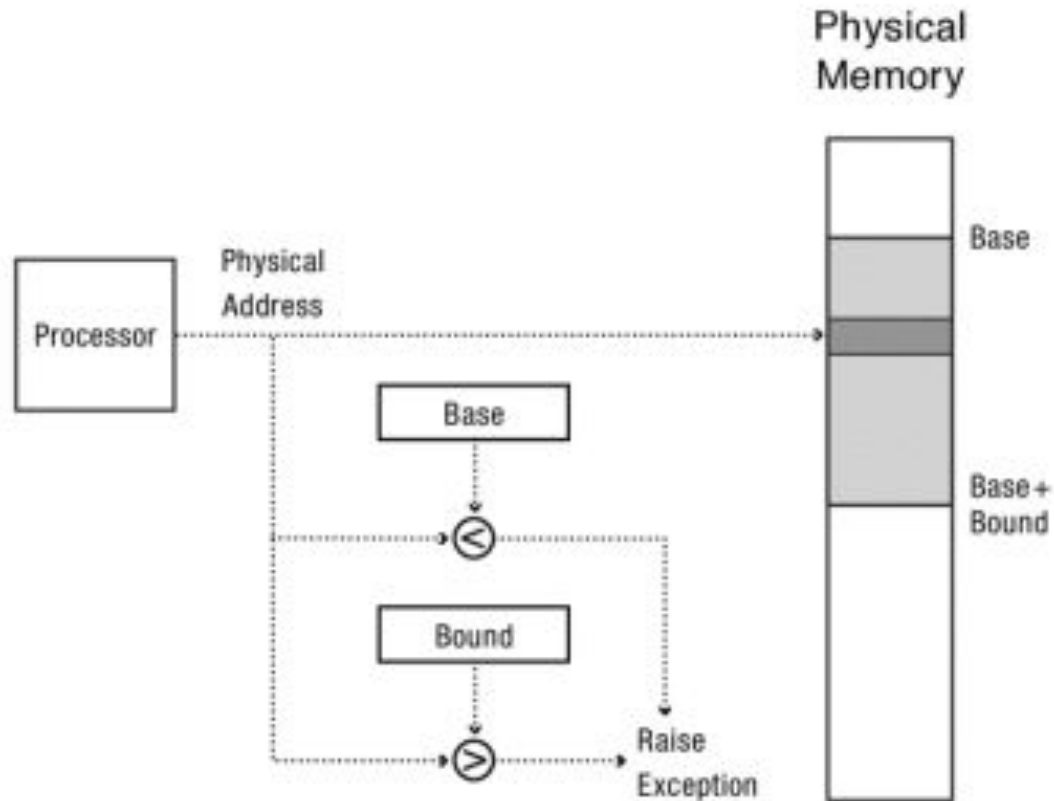 Physical
Memory
Base
Physical
Address
Processor
Base
Base+
Bound
<
Bound
>
Raise
Exception